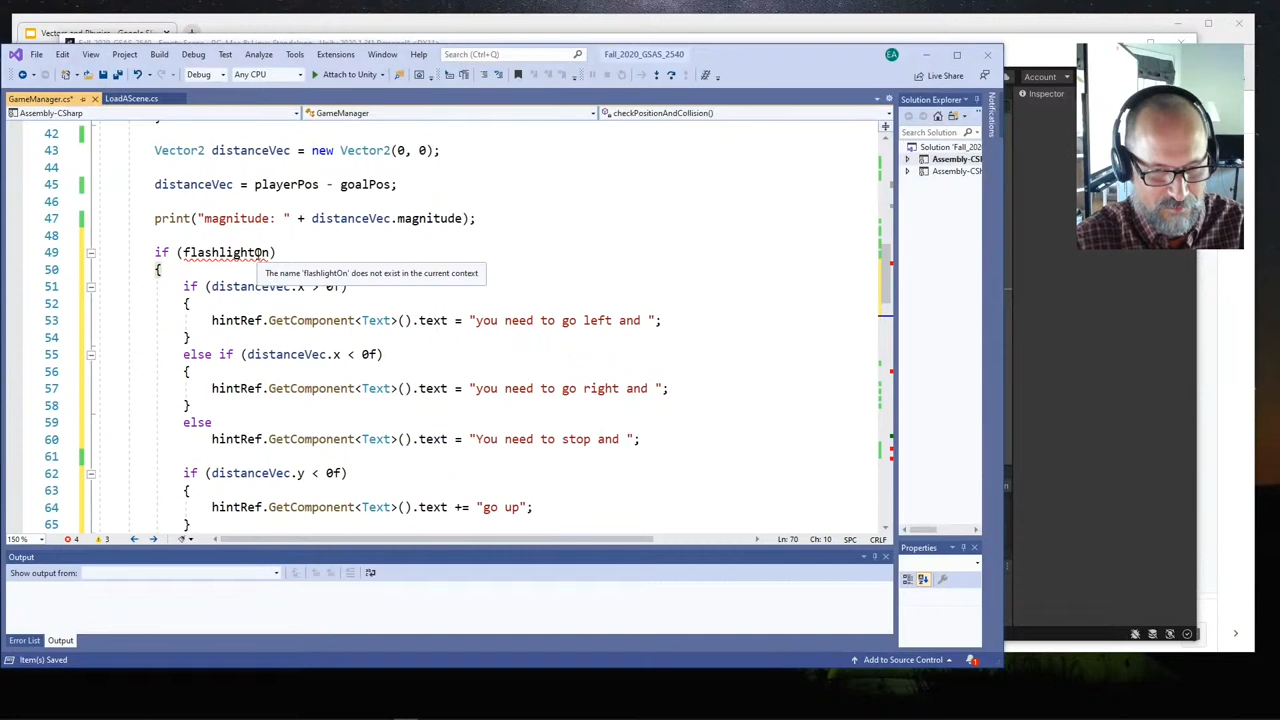 Vectors and Physics - Google Sl
File Edit View Project Build Debug Test Analyze Tools Extensions Window Help Search (Ctrl+Q) Fall_2020_GSAS_2540 EA
Debug Any CPU Attach to Unity Live Share
Account
GameManager.cs* LoadAScene.cs
Solution Explorer
Notifications
Inspector
Assembly-CSharp GameManager checkPositionAndCollision()
Search Solution
Solution 'Fall_202
Assembly-CS
Assembly-CS
42
43 Vector2 distanceVec = new Vector2(0, 0);
44
45 distanceVec = playerPos - goalPos;
46
47 print("magnitude: " + distanceVec.magnitude);
48
49 if (flashlightOn)
The name 'flashlightOn' does not exist in the current context
50 {
51 if (distanceVec.x > 0f)
52 {
53 hintRef.GetComponent<Text>().text = "you need to go left and ";
54 }
55 else if (distanceVec.x < 0f)
56 {
57 hintRef.GetComponent<Text>().text = "you need to go right and ";
58 }
59 else
60 hintRef.GetComponent<Text>().text = "You need to stop and ";
61
62 if (distanceVec.y < 0f)
63 {
64 hintRef.GetComponent<Text>().text += "go up";
65 }
150 % 4 3 Ln: 70 Ch: 10 SPC CRLF
Output
Show output from:
Properties
Error List Output
Item(s) Saved Add to Source Control 1